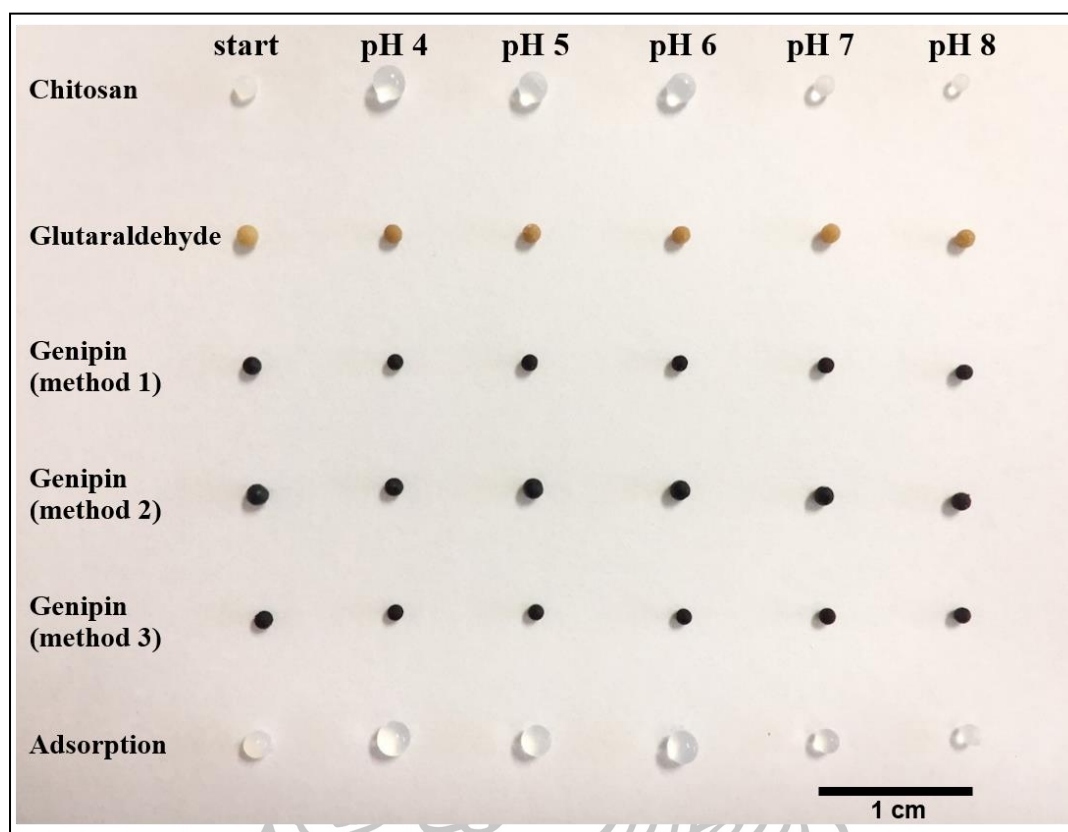 start pH 4 pH 5 pH 6 pH 7 pH 8
Chitosan
Glutaraldehyde
Genipin
(method 1)
Genipin
(method 2)
Genipin
(method 3)
Adsorption
1 cm